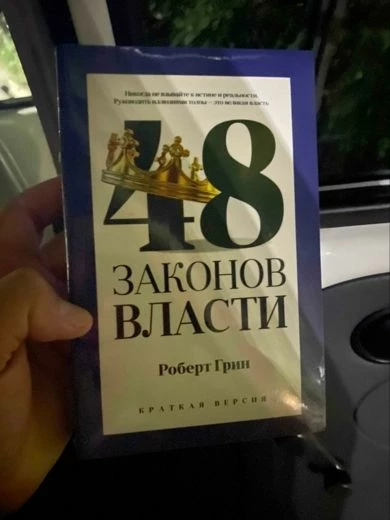 Никогда не взывайте к истине и реальности.
Руководить иллюзиями толпы — это великая власть
48
ЗАКОНОВ
ВЛАСТИ
Роберт Грин
КРАТКАЯ ВЕРСИЯ